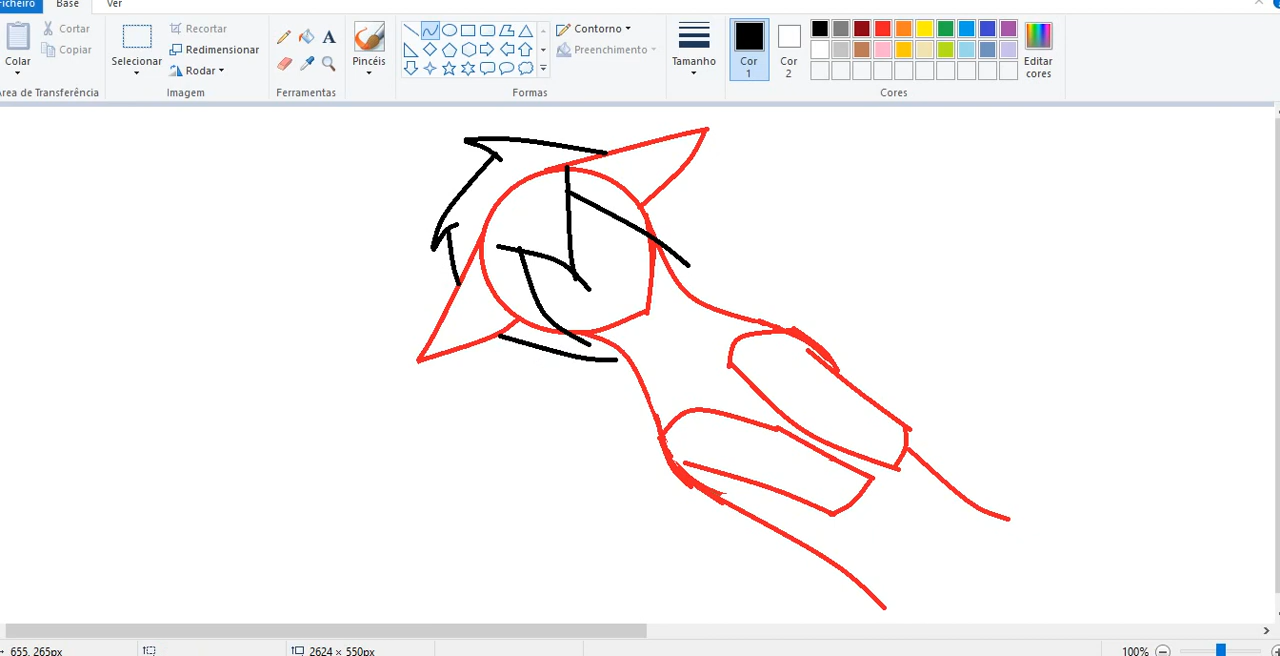 Ficheiro Base Ver
Colar
Cortar
Copiar
Área de Transferência
Selecionar
Recortar
Redimensionar
Rodar
Imagem
A
Ferramentas
Pincéis
Contorno
Preenchimento
Formas
Tamanho
Cor
1
Cor
2
Editar
cores
Cores
655, 265px
2624 × 550px
100%